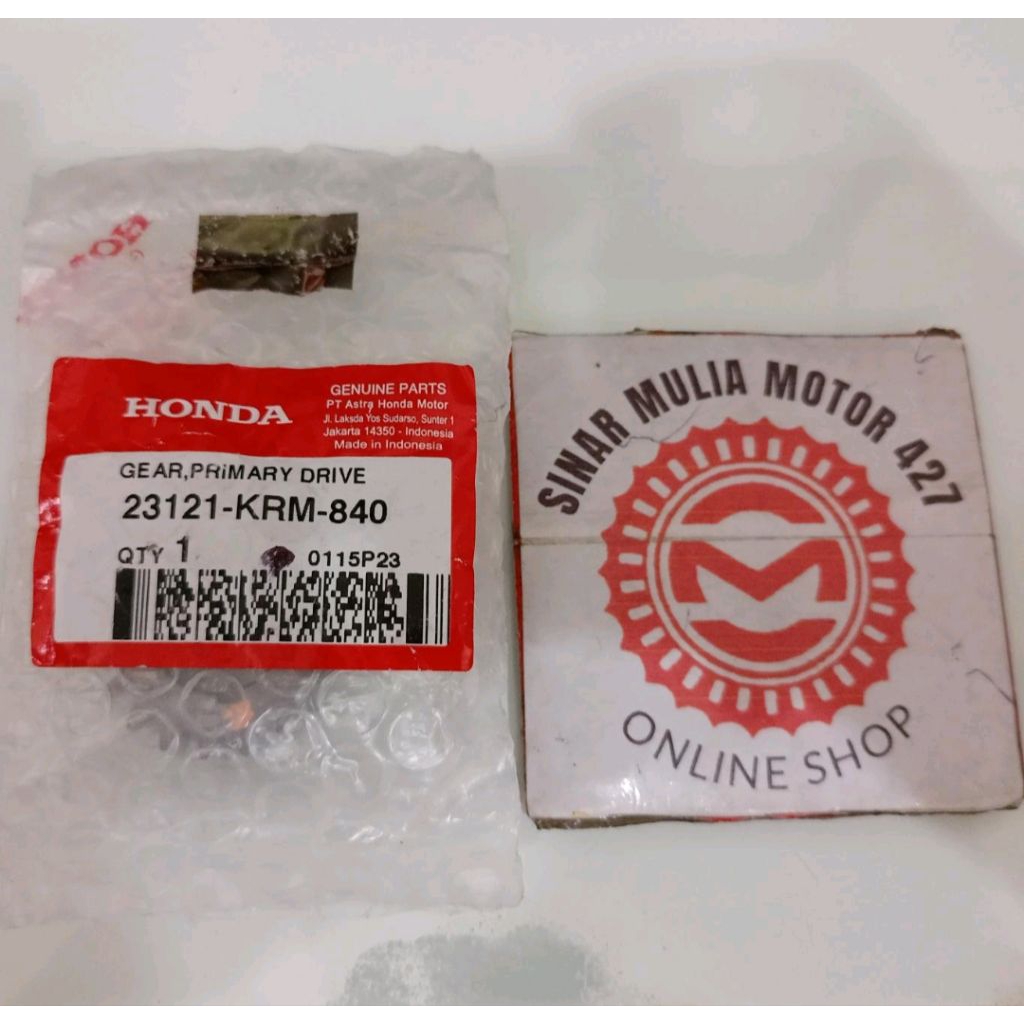 HONDA
GENUINE PARTS
PT Astra Honda Motor
Jl. Laksda Yos Sudarso, Sunter 1
Jakarta 14350 - Indonesia
Made in Indonesia
GEAR,PRiMARY DRIVE
23121-KRM-840
QTY 1
0115P23
SINAR MULIA MOTOR 427
ONLINE SHOP